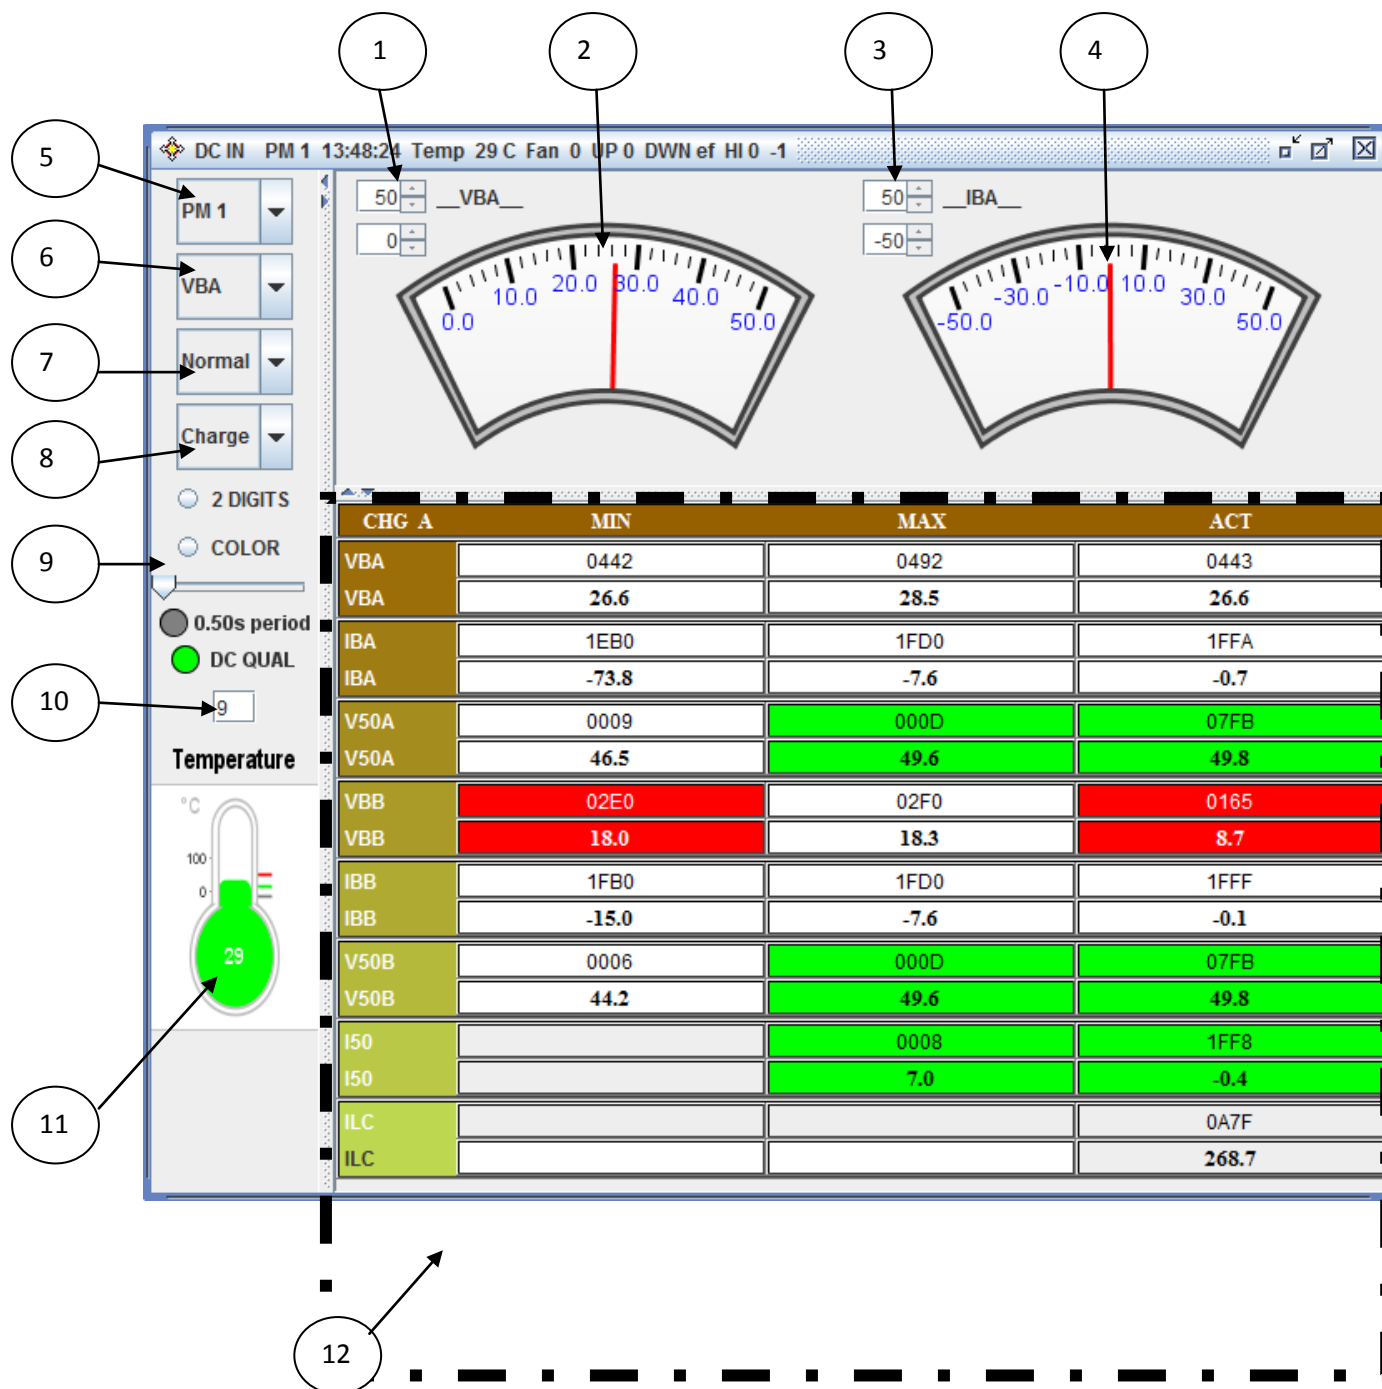 1 2 3 4
5
DC IN PM 1 13:48:24 Temp 29 C Fan 0 UP 0 DWN ef HI 0 -1
PM 1
50 __VBA__
0
0.0 10.0 20.0 30.0 40.0 50.0
50 __IBA__
-50
-50.0 -30.0 -10.0 10.0 30.0 50.0
6
VBA
7
Normal
8
Charge
2 DIGITS
COLOR
9
0.50s period
DC QUAL
10
9
Temperature
°C
100
0
29
11
CHG A MIN MAX ACT
VBA 0442 0492 0443
VBA 26.6 28.5 26.6
IBA 1EB0 1FD0 1FFA
IBA -73.8 -7.6 -0.7
V50A 0009 000D 07FB
V50A 46.5 49.6 49.8
VBB 02E0 02F0 0165
VBB 18.0 18.3 8.7
IBB 1FB0 1FD0 1FFF
IBB -15.0 -7.6 -0.1
V50B 0006 000D 07FB
V50B 44.2 49.6 49.8
I50 0008 1FF8
I50 7.0 -0.4
ILC 0A7F
ILC 268.7
12